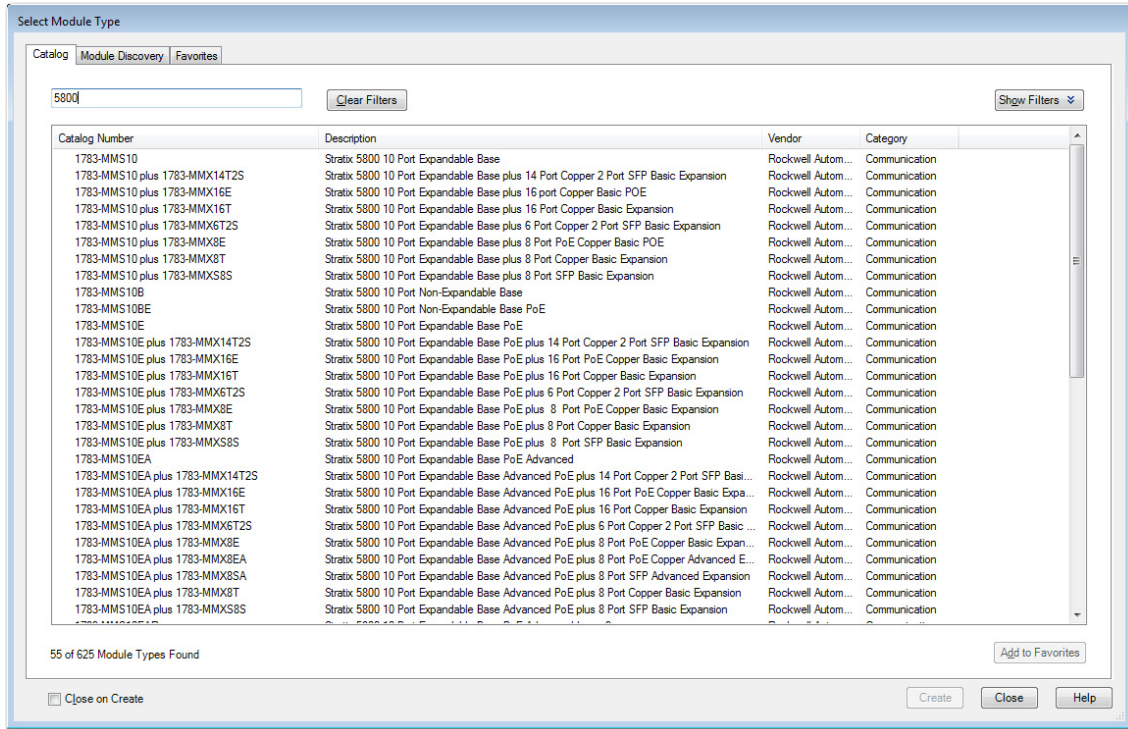 Select Module Type
Catalog Module Discovery Favorites
5800 Clear Filters Show Filters
Catalog Number Description Vendor Category
1783-MMS10 Stratix 5800 10 Port Expandable Base Rockwell Autom... Communication
1783-MMS10 plus 1783-MMX14T2S Stratix 5800 10 Port Expandable Base plus 14 Port Copper 2 Port SFP Basic Expansion Rockwell Autom... Communication
1783-MMS10 plus 1783-MMX16E Stratix 5800 10 Port Expandable Base plus 16 port Copper Basic POE Rockwell Autom... Communication
1783-MMS10 plus 1783-MMX16T Stratix 5800 10 Port Expandable Base plus 16 Port Copper Basic Expansion Rockwell Autom... Communication
1783-MMS10 plus 1783-MMX6T2S Stratix 5800 10 Port Expandable Base plus 6 Port Copper 2 Port SFP Basic Expansion Rockwell Autom... Communication
1783-MMS10 plus 1783-MMX8E Stratix 5800 10 Port Expandable Base plus 8 Port PoE Copper Basic POE Rockwell Autom... Communication
1783-MMS10 plus 1783-MMX8T Stratix 5800 10 Port Expandable Base plus 8 Port Copper Basic Expansion Rockwell Autom... Communication
1783-MMS10 plus 1783-MMXS8S Stratix 5800 10 Port Expandable Base plus 8 Port SFP Basic Expansion Rockwell Autom... Communication
1783-MMS10B Stratix 5800 10 Port Non-Expandable Base Rockwell Autom... Communication
1783-MMS10BE Stratix 5800 10 Port Non-Expandable Base PoE Rockwell Autom... Communication
1783-MMS10E Stratix 5800 10 Port Expandable Base PoE Rockwell Autom... Communication
1783-MMS10E plus 1783-MMX14T2S Stratix 5800 10 Port Expandable Base PoE plus 14 Port Copper 2 Port SFP Basic Expansion Rockwell Autom... Communication
1783-MMS10E plus 1783-MMX16E Stratix 5800 10 Port Expandable Base PoE plus 16 Port PoE Copper Basic Expansion Rockwell Autom... Communication
1783-MMS10E plus 1783-MMX16T Stratix 5800 10 Port Expandable Base PoE plus 16 Port Copper Basic Expansion Rockwell Autom... Communication
1783-MMS10E plus 1783-MMX6T2S Stratix 5800 10 Port Expandable Base PoE plus 6 Port Copper 2 Port SFP Basic Expansion Rockwell Autom... Communication
1783-MMS10E plus 1783-MMX8E Stratix 5800 10 Port Expandable Base PoE plus 8 Port PoE Copper Basic Expansion Rockwell Autom... Communication
1783-MMS10E plus 1783-MMX8T Stratix 5800 10 Port Expandable Base PoE plus 8 Port Copper Basic Expansion Rockwell Autom... Communication
1783-MMS10E plus 1783-MMXS8S Stratix 5800 10 Port Expandable Base PoE plus 8 Port SFP Basic Expansion Rockwell Autom... Communication
1783-MMS10EA Stratix 5800 10 Port Expandable Base PoE Advanced Rockwell Autom... Communication
1783-MMS10EA plus 1783-MMX14T2S Stratix 5800 10 Port Expandable Base Advanced PoE plus 14 Port Copper 2 Port SFP Basi... Rockwell Autom... Communication
1783-MMS10EA plus 1783-MMX16E Stratix 5800 10 Port Expandable Base Advanced PoE plus 16 Port PoE Copper Basic Expa... Rockwell Autom... Communication
1783-MMS10EA plus 1783-MMX16T Stratix 5800 10 Port Expandable Base Advanced PoE plus 16 Port Copper Basic Expansion Rockwell Autom... Communication
1783-MMS10EA plus 1783-MMX6T2S Stratix 5800 10 Port Expandable Base Advanced PoE plus 6 Port Copper 2 Port SFP Basic ... Rockwell Autom... Communication
1783-MMS10EA plus 1783-MMX8E Stratix 5800 10 Port Expandable Base Advanced PoE plus 8 Port PoE Copper Basic Expan... Rockwell Autom... Communication
1783-MMS10EA plus 1783-MMX8EA Stratix 5800 10 Port Expandable Base Advanced PoE plus 8 Port PoE Copper Advanced E... Rockwell Autom... Communication
1783-MMS10EA plus 1783-MMX8SA Stratix 5800 10 Port Expandable Base Advanced PoE plus 8 Port SFP Advanced Expansion Rockwell Autom... Communication
1783-MMS10EA plus 1783-MMX8T Stratix 5800 10 Port Expandable Base Advanced PoE plus 8 Port Copper Basic Expansion Rockwell Autom... Communication
1783-MMS10EA plus 1783-MMXS8S Stratix 5800 10 Port Expandable Base Advanced PoE plus 8 Port SFP Basic Expansion Rockwell Autom... Communication
55 of 625 Module Types Found Add to Favorites
Close on Create Create Close Help